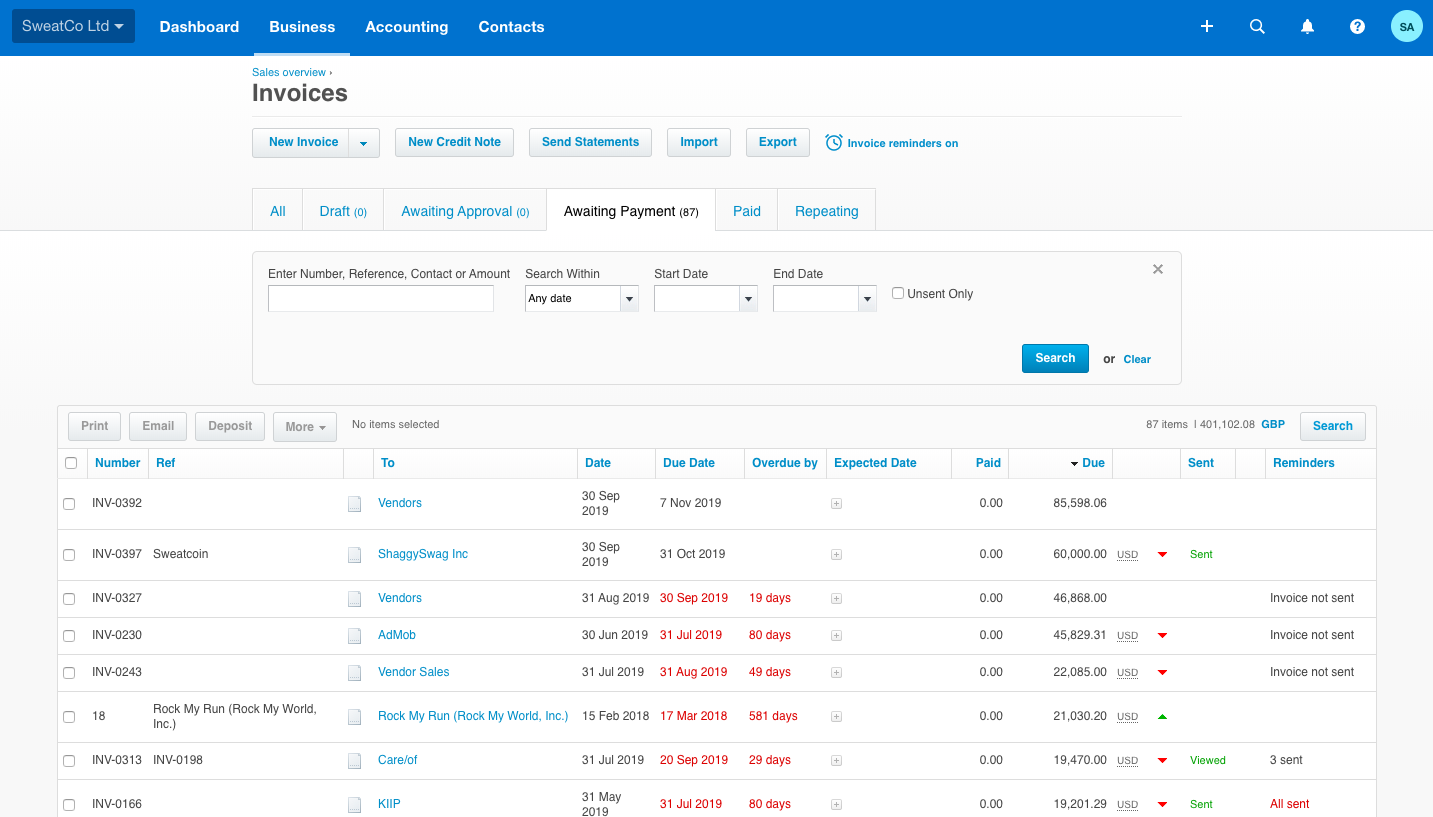 SweatCo Ltd Dashboard Business Accounting Contacts SA
Sales overview ›
Invoices
New Invoice New Credit Note Send Statements Import Export Invoice reminders on
All Draft (0) Awaiting Approval (0) Awaiting Payment (87) Paid Repeating
Enter Number, Reference, Contact or Amount Search Within Start Date End Date
Any date Unsent Only
Search or Clear
Print Email Deposit More No items selected 87 items | 401,102.08 GBP Search
Number Ref To Date Due Date Overdue by Expected Date Paid Due Sent Reminders
INV-0392 Vendors 30 Sep 2019 7 Nov 2019 0.00 85,598.06
INV-0397 Sweatcoin ShaggySwag Inc 30 Sep 2019 31 Oct 2019 0.00 60,000.00 USD Sent
INV-0327 Vendors 31 Aug 2019 30 Sep 2019 19 days 0.00 46,868.00 Invoice not sent
INV-0230 AdMob 30 Jun 2019 31 Jul 2019 80 days 0.00 45,829.31 USD Invoice not sent
INV-0243 Vendor Sales 31 Jul 2019 31 Aug 2019 49 days 0.00 22,085.00 USD Invoice not sent
18 Rock My Run (Rock My World, Inc.) Rock My Run (Rock My World, Inc.) 15 Feb 2018 17 Mar 2018 581 days 0.00 21,030.20 USD
INV-0313 INV-0198 Care/of 31 Jul 2019 20 Sep 2019 29 days 0.00 19,470.00 USD Viewed 3 sent
INV-0166 KIIP 31 May 2019 31 Jul 2019 80 days 0.00 19,201.29 USD Sent All sent